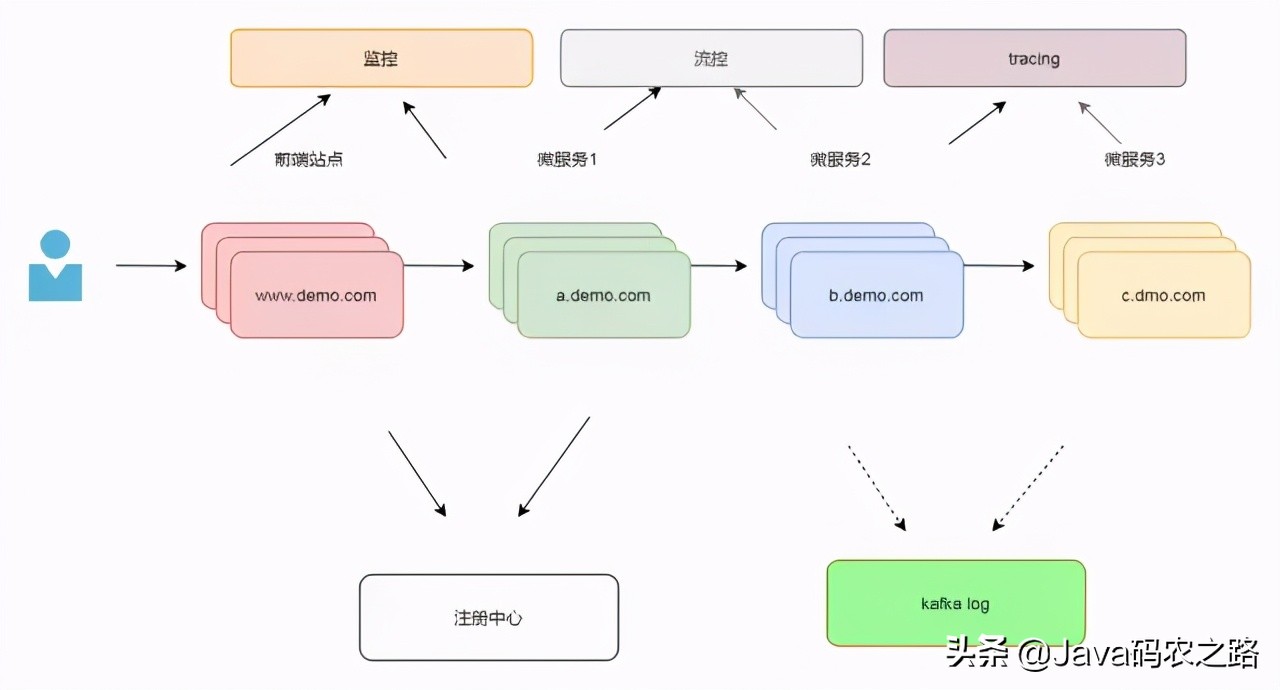 监控
流控
tracing
前端站点
微服务1
微服务2
微服务3
www.demo.com
a.demo.com
b.demo.com
c.dmo.com
注册中心
kafka log
头条 @Java码农之路